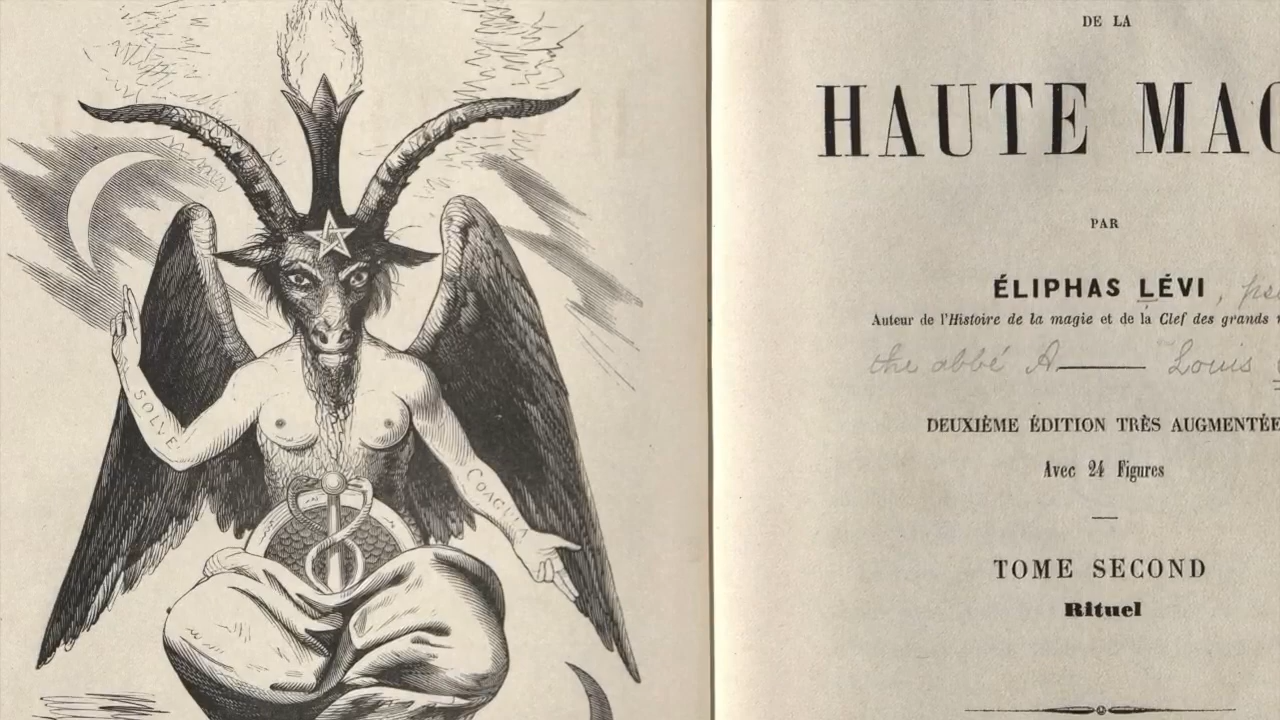 SOLVE
COAGULA
DE LA
HAUTE MAG
PAR
ÉLIPHAS LÉVI,
Auteur de l'Histoire de la magie et de la Clef des grands
the abbé A Louis
DEUXIÈME ÉDITION TRÈS AUGMENTÉE
Avec 24 Figures
TOME SECOND
Rituel